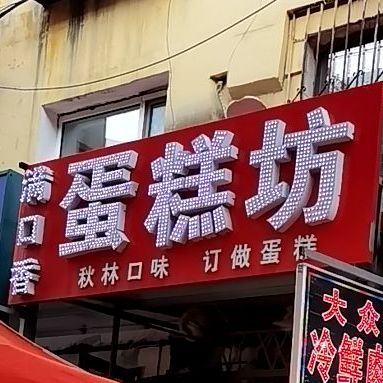 满口香
蛋糕坊
秋林口味 订做蛋糕
大众
冷鲜